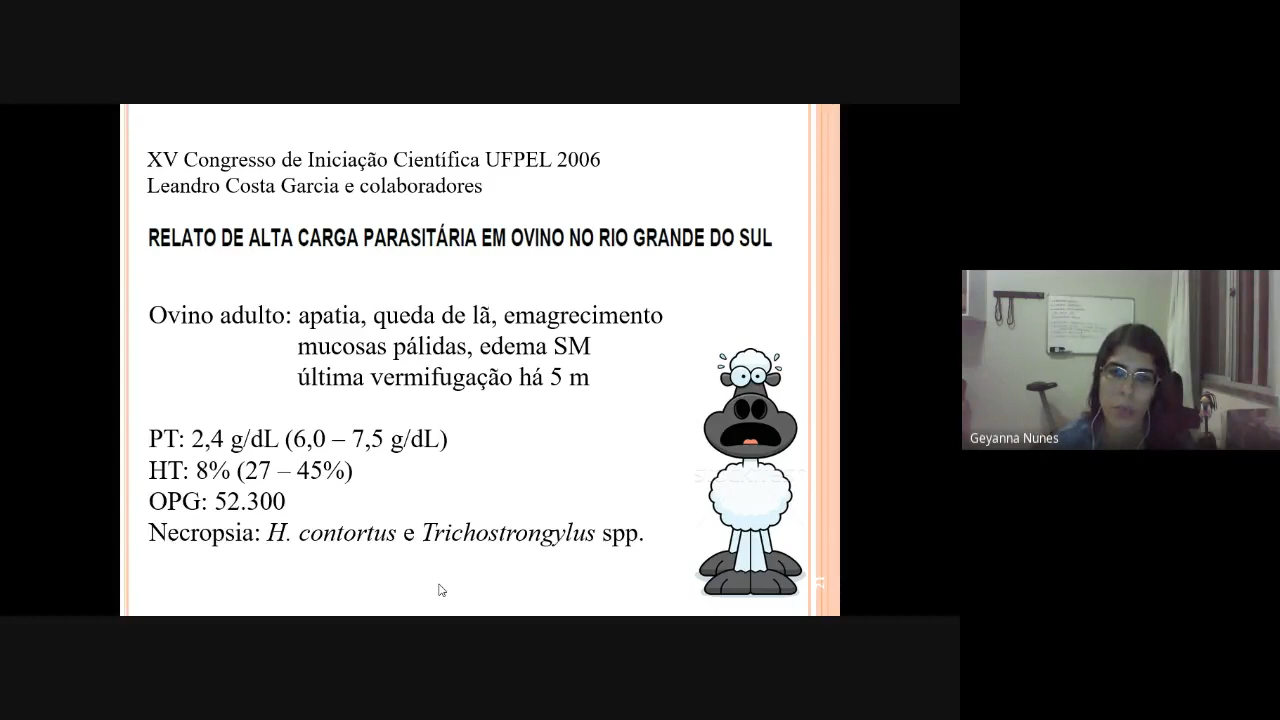 XV Congresso de Iniciação Científica UFPEL 2006
Leandro Costa Garcia e colaboradores
RELATO DE ALTA CARGA PARASITÁRIA EM OVINO NO RIO GRANDE DO SUL
Ovino adulto: apatia, queda de lã, emagrecimento
mucosas pálidas, edema SM
última vermifugação há 5 m
PT: 2,4 g/dL (6,0 – 7,5 g/dL)
HT: 8% (27 – 45%)
OPG: 52.300
Necropsia: H. contortus e Trichostrongylus spp.
Geyanna Nunes